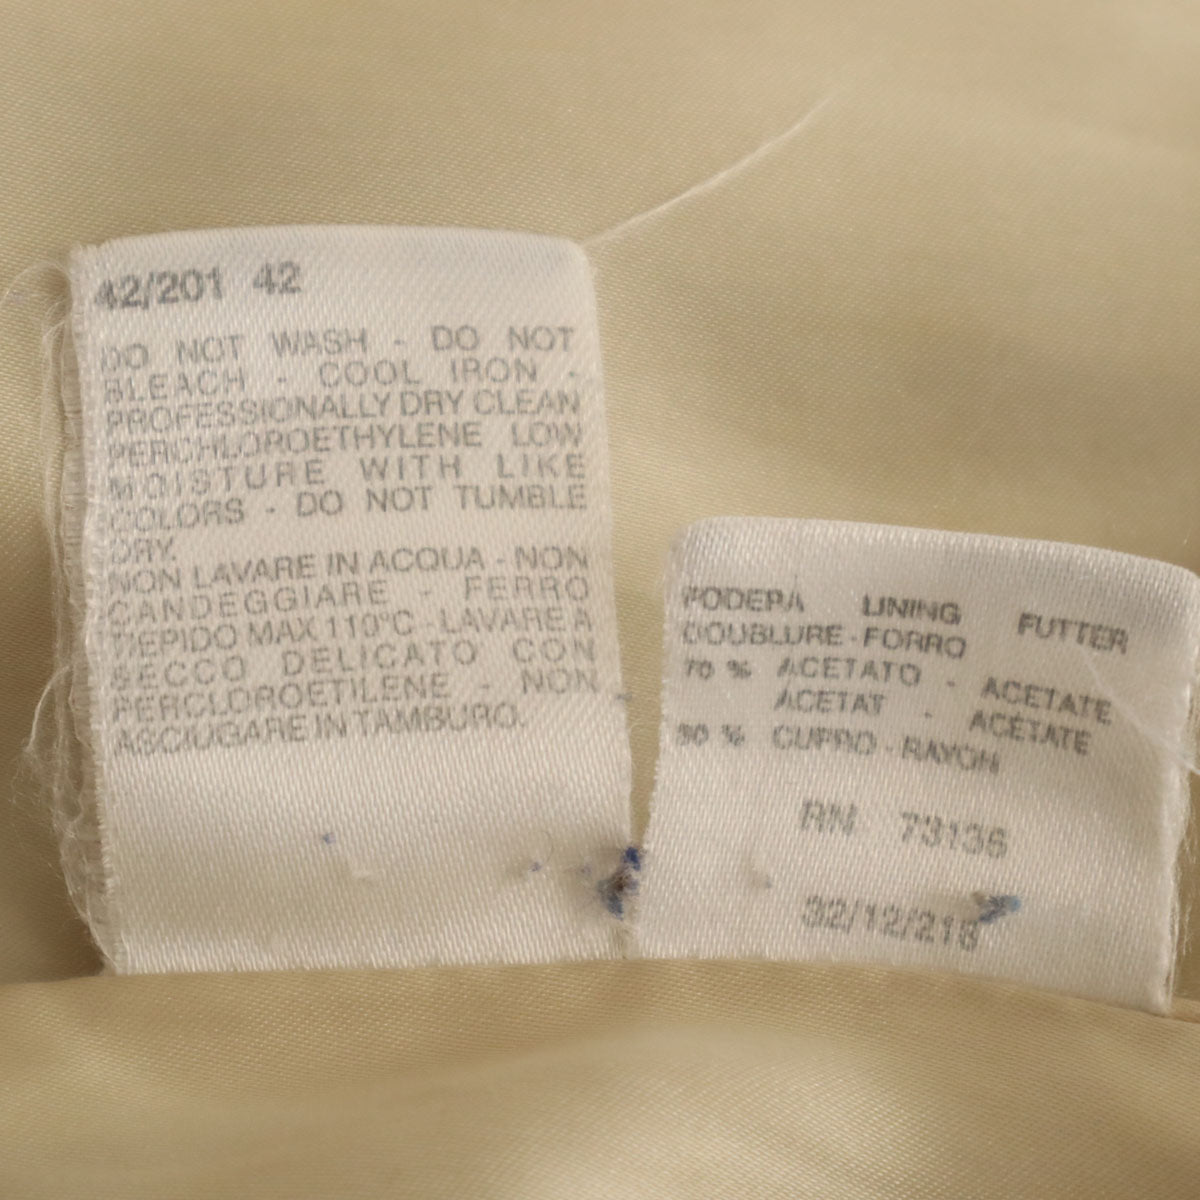 42/201 42
DO NOT WASH - DO NOT
BLEACH - COOL IRON -
PROFESSIONALLY DRY CLEAN
PERCHLOROETHYLENE LOW
MOISTURE WITH LIKE
COLORS - DO NOT TUMBLE
DRY.
NON LAVARE IN ACQUA - NON
CANDEGGIARE - FERRO
TIEPIDO MAX 110°C - LAVARE A
SECCO DELICATO CON
PERCLOROETILENE - NON
ASCIUGARE IN TAMBURO.
FODERA LINING FUTTER
DOUBLURE - FORRO
70 % ACETATO - ACETATE
ACETAT - ACÉTATE
30 % CUPRO - RAYON
RN 73136
32/12/216